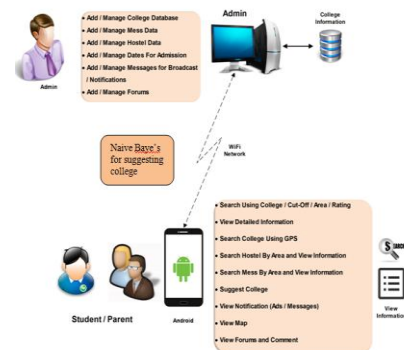 Admin
College
Information
• Add / Manage College Database
• Add / Manage Mess Data
• Add / Manage Hostel Data
• Add / Manage Dates For Admission
• Add / Manage Messages for Broadcast
/ Notifications
• Add / Manage Forums
Admin
Naive Baye's
for suggesting
college
WiFi
Network
• Search Using College / Cut-Off / Area / Rating
• View Detailed Information
• Search College Using GPS
• Search Hostel By Area and View Information
• Search Mess By Area and View Information
• Suggest College
• View Notification (Ads / Messages)
• View Map
• View Forums and Comment
SEARCH
View
Information
Student / Parent
Android